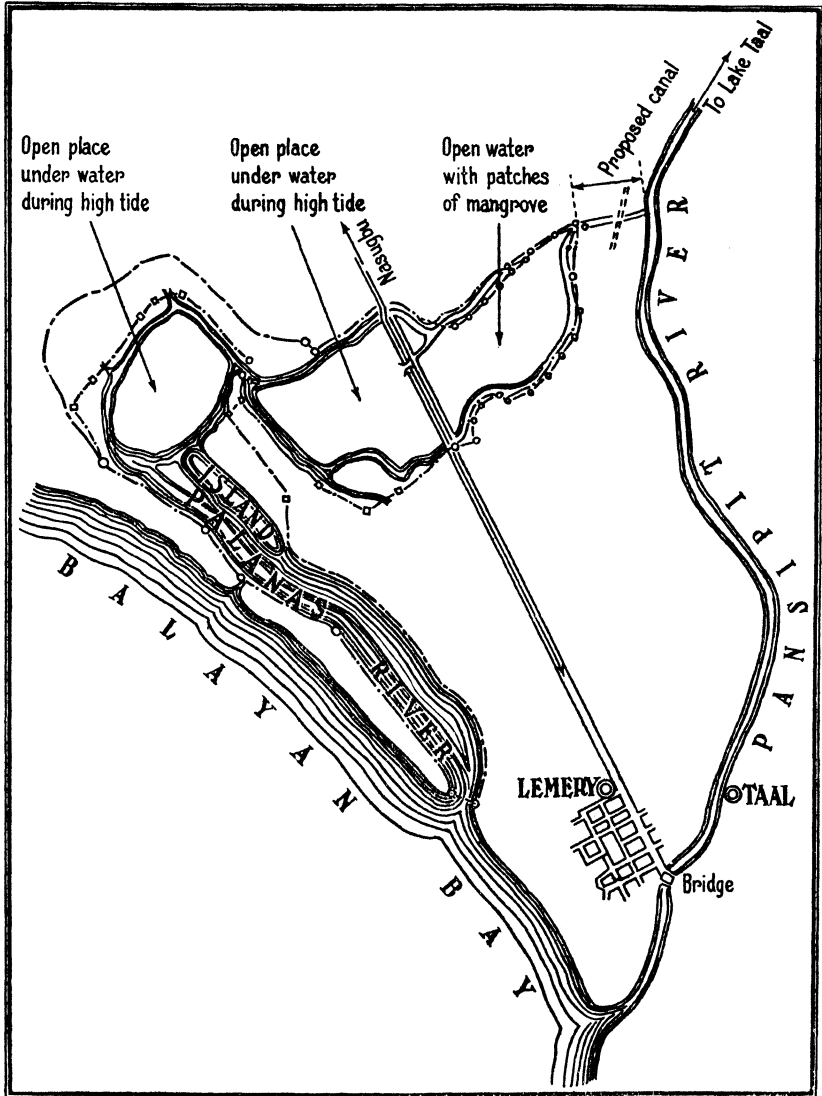 To Lake Taal
Proposed canal
Open place
under water
during high tide
Open place
under water
during high tide
Open water
with patches
of mangrove
Nasugbu
PANSIPIT RIVER
ISLAND
PALANAS RIVER
BALAYAN BAY
LEMERY
TAAL
Bridge